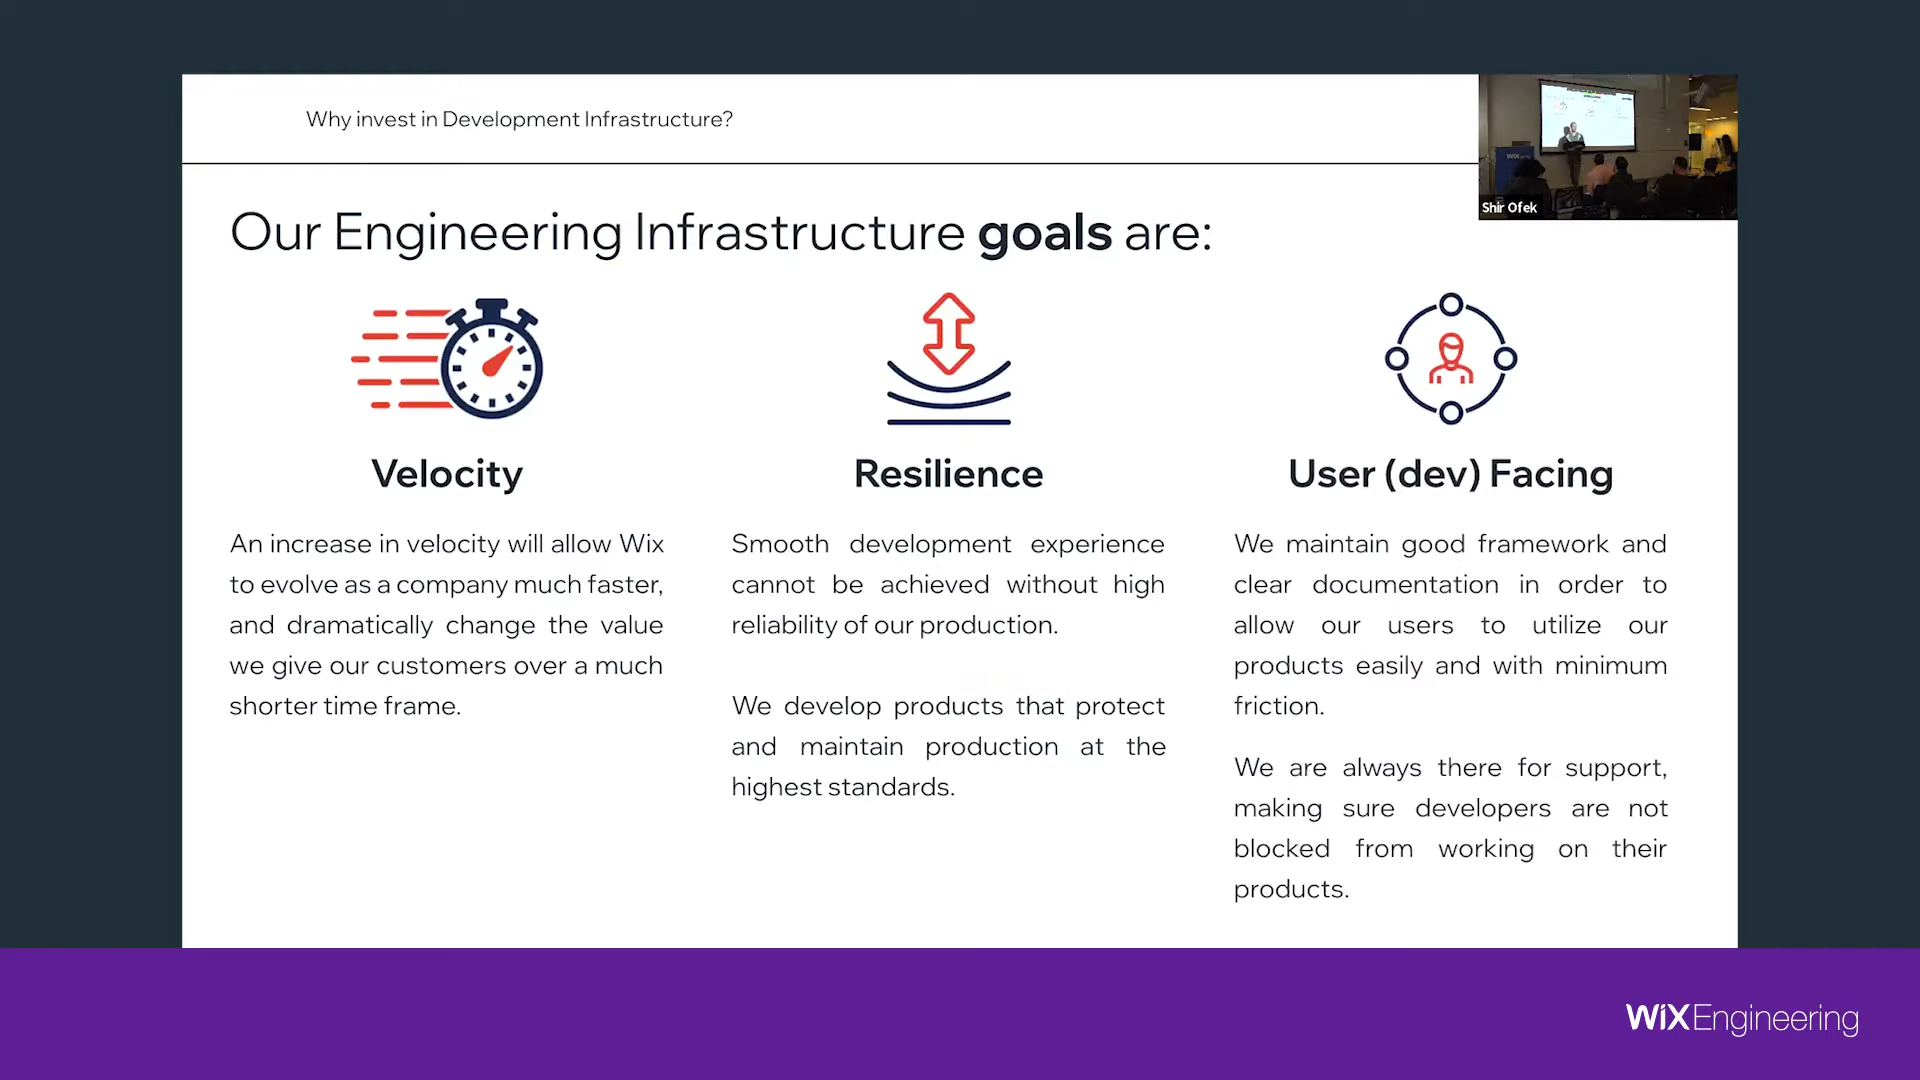 Why invest in Development Infrastructure?
WIX
Shir Ofek
Our Engineering Infrastructure goals are:
Velocity
An increase in velocity will allow Wix
to evolve as a company much faster,
and dramatically change the value
we give our customers over a much
shorter time frame.
Resilience
Smooth development experience
cannot be achieved without high
reliability of our production.
We develop products that protect
and maintain production at the
highest standards.
User (dev) Facing
We maintain good framework and
clear documentation in order to
allow our users to utilize our
products easily and with minimum
friction.
We are always there for support,
making sure developers are not
blocked from working on their
products.
WiXEngineering